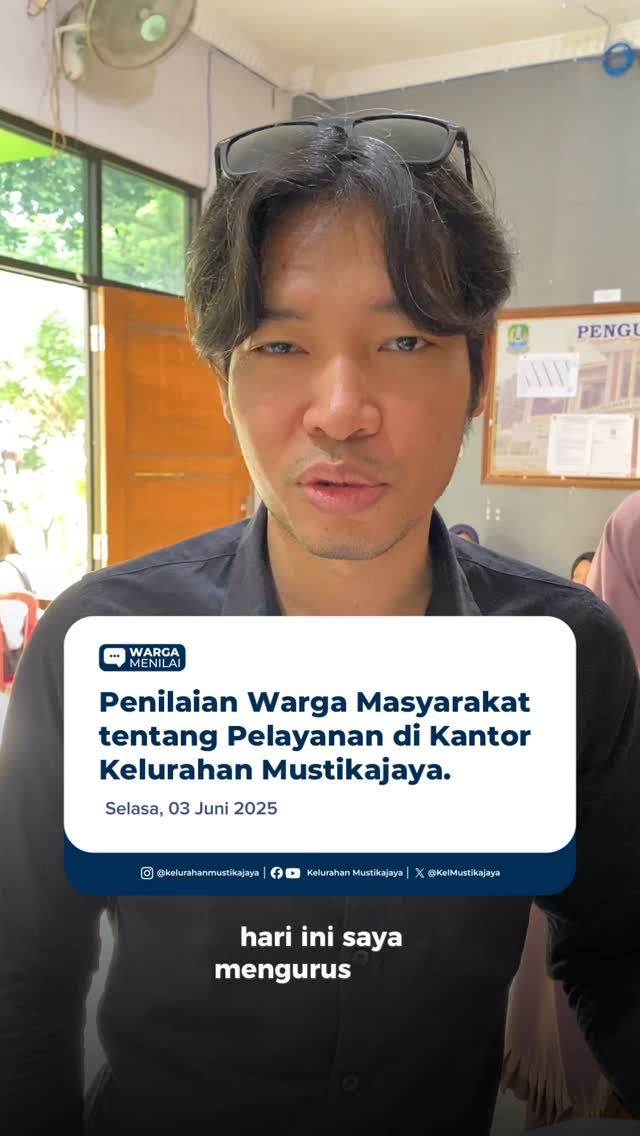 PENGU
WARGA
MENILAI
Penilaian Warga Masyarakat
tentang Pelayanan di Kantor
Kelurahan Mustikajaya.
Selasa, 03 Juni 2025
@kelurahanmustikajaya | Kelurahan Mustikajaya | @KelMustikajaya
hari ini saya
mengurus